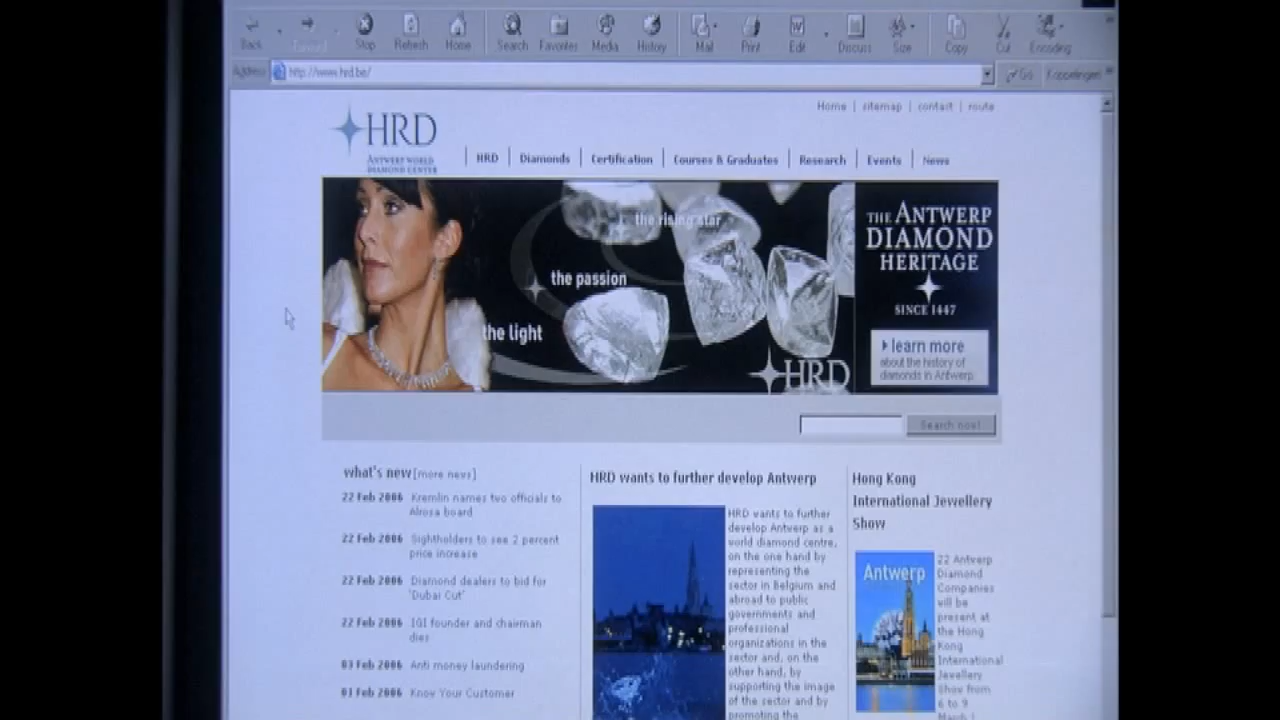 Back Forward Stop Refresh Home Search Favorites Media History Mail Print Edit Discuss Size Copy Cut Encoding
Address http://www.hrd.be/ Go Koppelingen
Home | sitemap | contact | route
HRD
ANTWERP WORLD
DIAMOND CENTER
HRD | Diamonds | Certification | Courses & Graduates | Research | Events | News
the rising star
the passion
the light
HRD
THE ANTWERP
DIAMOND
HERITAGE
SINCE 1447
learn more
about the history of
diamonds in Antwerp
Search now!
what's new [more news]
22 Feb 2006 Kremlin names two officials to
Alrosa board
22 Feb 2006 Sightholders to see 2 percent
price increase
22 Feb 2006 Diamond dealers to bid for
'Dubai Cut'
22 Feb 2006 IGI founder and chairman
dies
03 Feb 2006 Anti money laundering
01 Feb 2006 Know Your Customer
HRD wants to further develop Antwerp
HRD wants to further
develop Antwerp as a
world diamond centre,
on the one hand by
representing the
sector in Belgium and
abroad to public
governments and
professional
organizations in the
sector and, on the
other hand, by
supporting the image
of the sector and by
promoting the
Hong Kong
International Jewellery
Show
Antwerp
22 Antwerp
Diamond
Companies
will be
present at
the Hong
Kong
International
Jewellery
Show from
6 to 9
March !